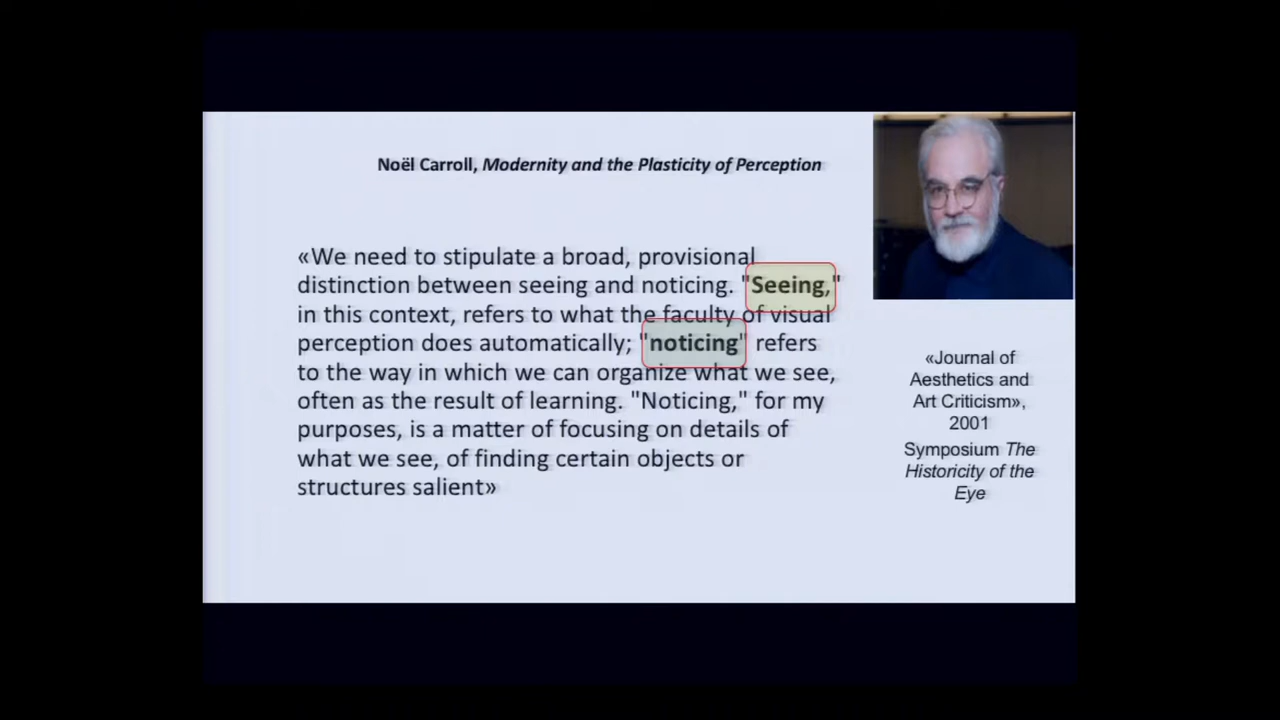 Noël Carroll, Modernity and the Plasticity of Perception
«We need to stipulate a broad, provisional
distinction between seeing and noticing. "Seeing,"
in this context, refers to what the faculty of visual
perception does automatically; "noticing" refers
to the way in which we can organize what we see,
often as the result of learning. "Noticing," for my
purposes, is a matter of focusing on details of
what we see, of finding certain objects or
structures salient»
«Journal of
Aesthetics and
Art Criticism»,
2001
Symposium The
Historicity of the
Eye